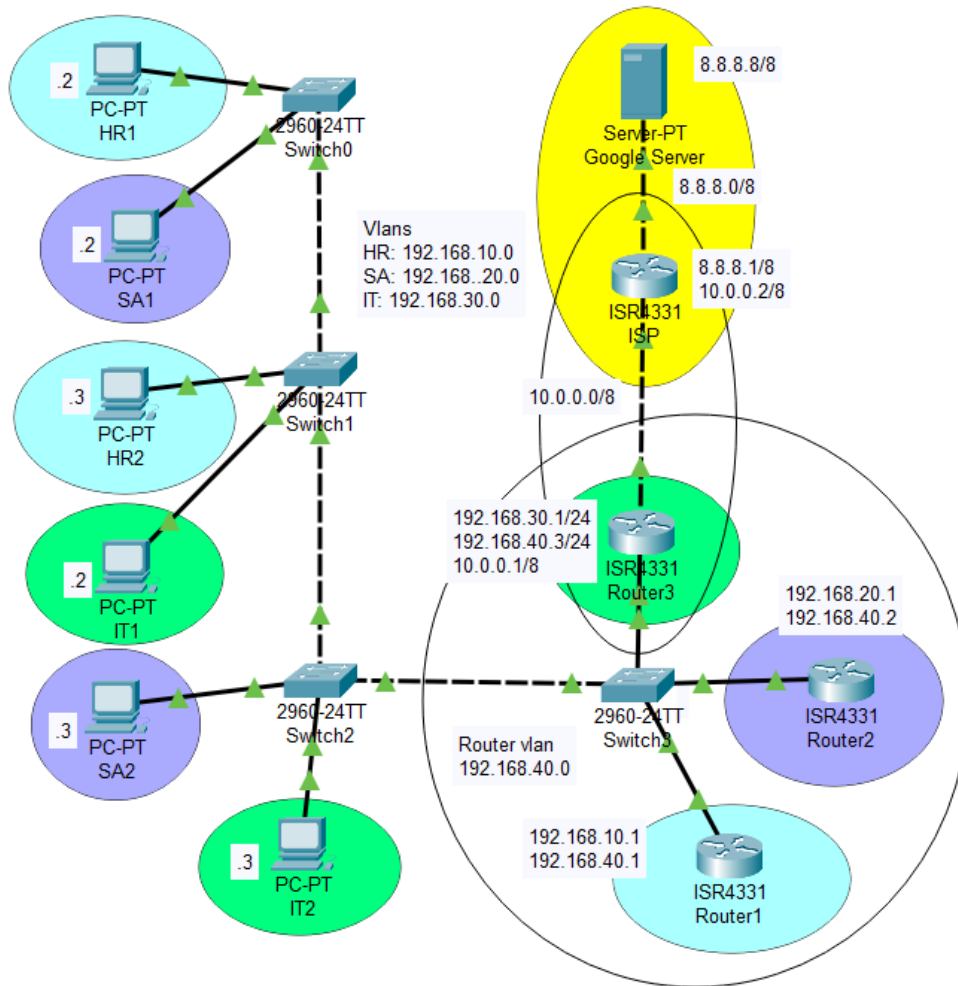 .2
PC-PT
HR1
2960-24TT
Switch0
.2
PC-PT
SA1
Vlans
HR: 192.168.10.0
SA: 192.168..20.0
IT: 192.168.30.0
8.8.8.8/8
Server-PT
Google Server
8.8.8.0/8
8.8.8.1/8
10.0.0.2/8
ISR4331
ISP
.3
PC-PT
HR2
2960-24TT
Switch1
10.0.0.0/8
.2
PC-PT
IT1
192.168.30.1/24
192.168.40.3/24
10.0.0.1/8
ISR4331
Router3
192.168.20.1
192.168.40.2
ISR4331
Router2
.3
PC-PT
SA2
2960-24TT
Switch2
2960-24TT
Switch3
Router vlan
192.168.40.0
.3
PC-PT
IT2
192.168.10.1
192.168.40.1
ISR4331
Router1